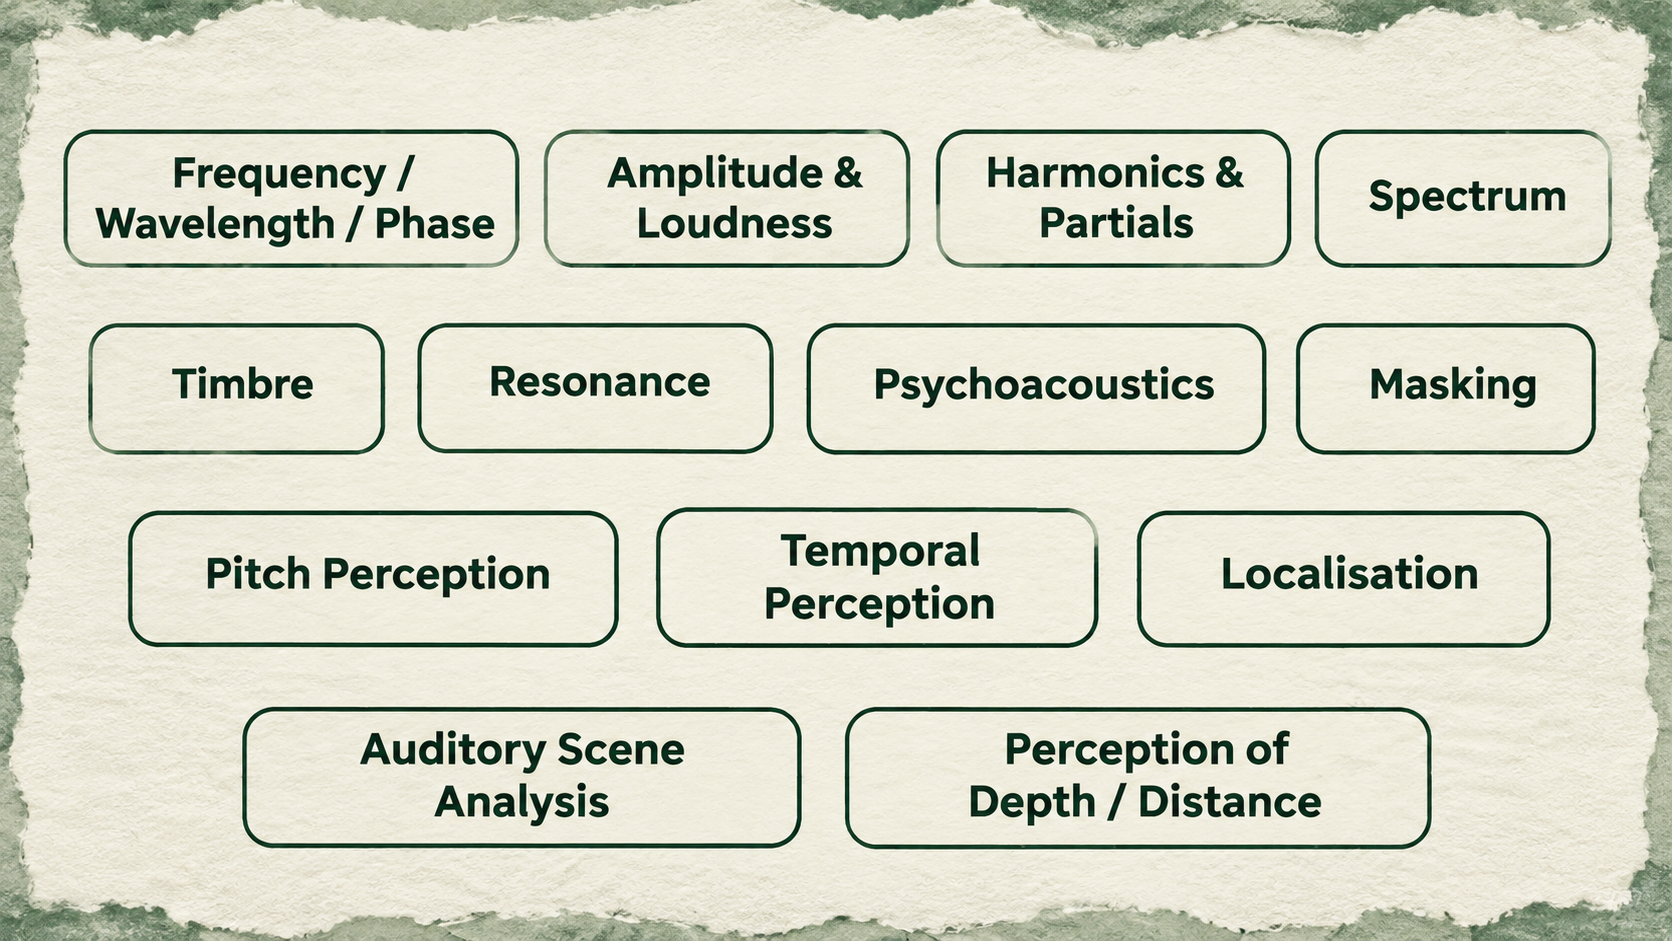 Frequency /
Wavelength / Phase
Amplitude &
Loudness
Harmonics &
Partials
Spectrum
Timbre
Resonance
Psychoacoustics
Masking
Pitch Perception
Temporal
Perception
Localisation
Auditory Scene
Analysis
Perception of
Depth / Distance